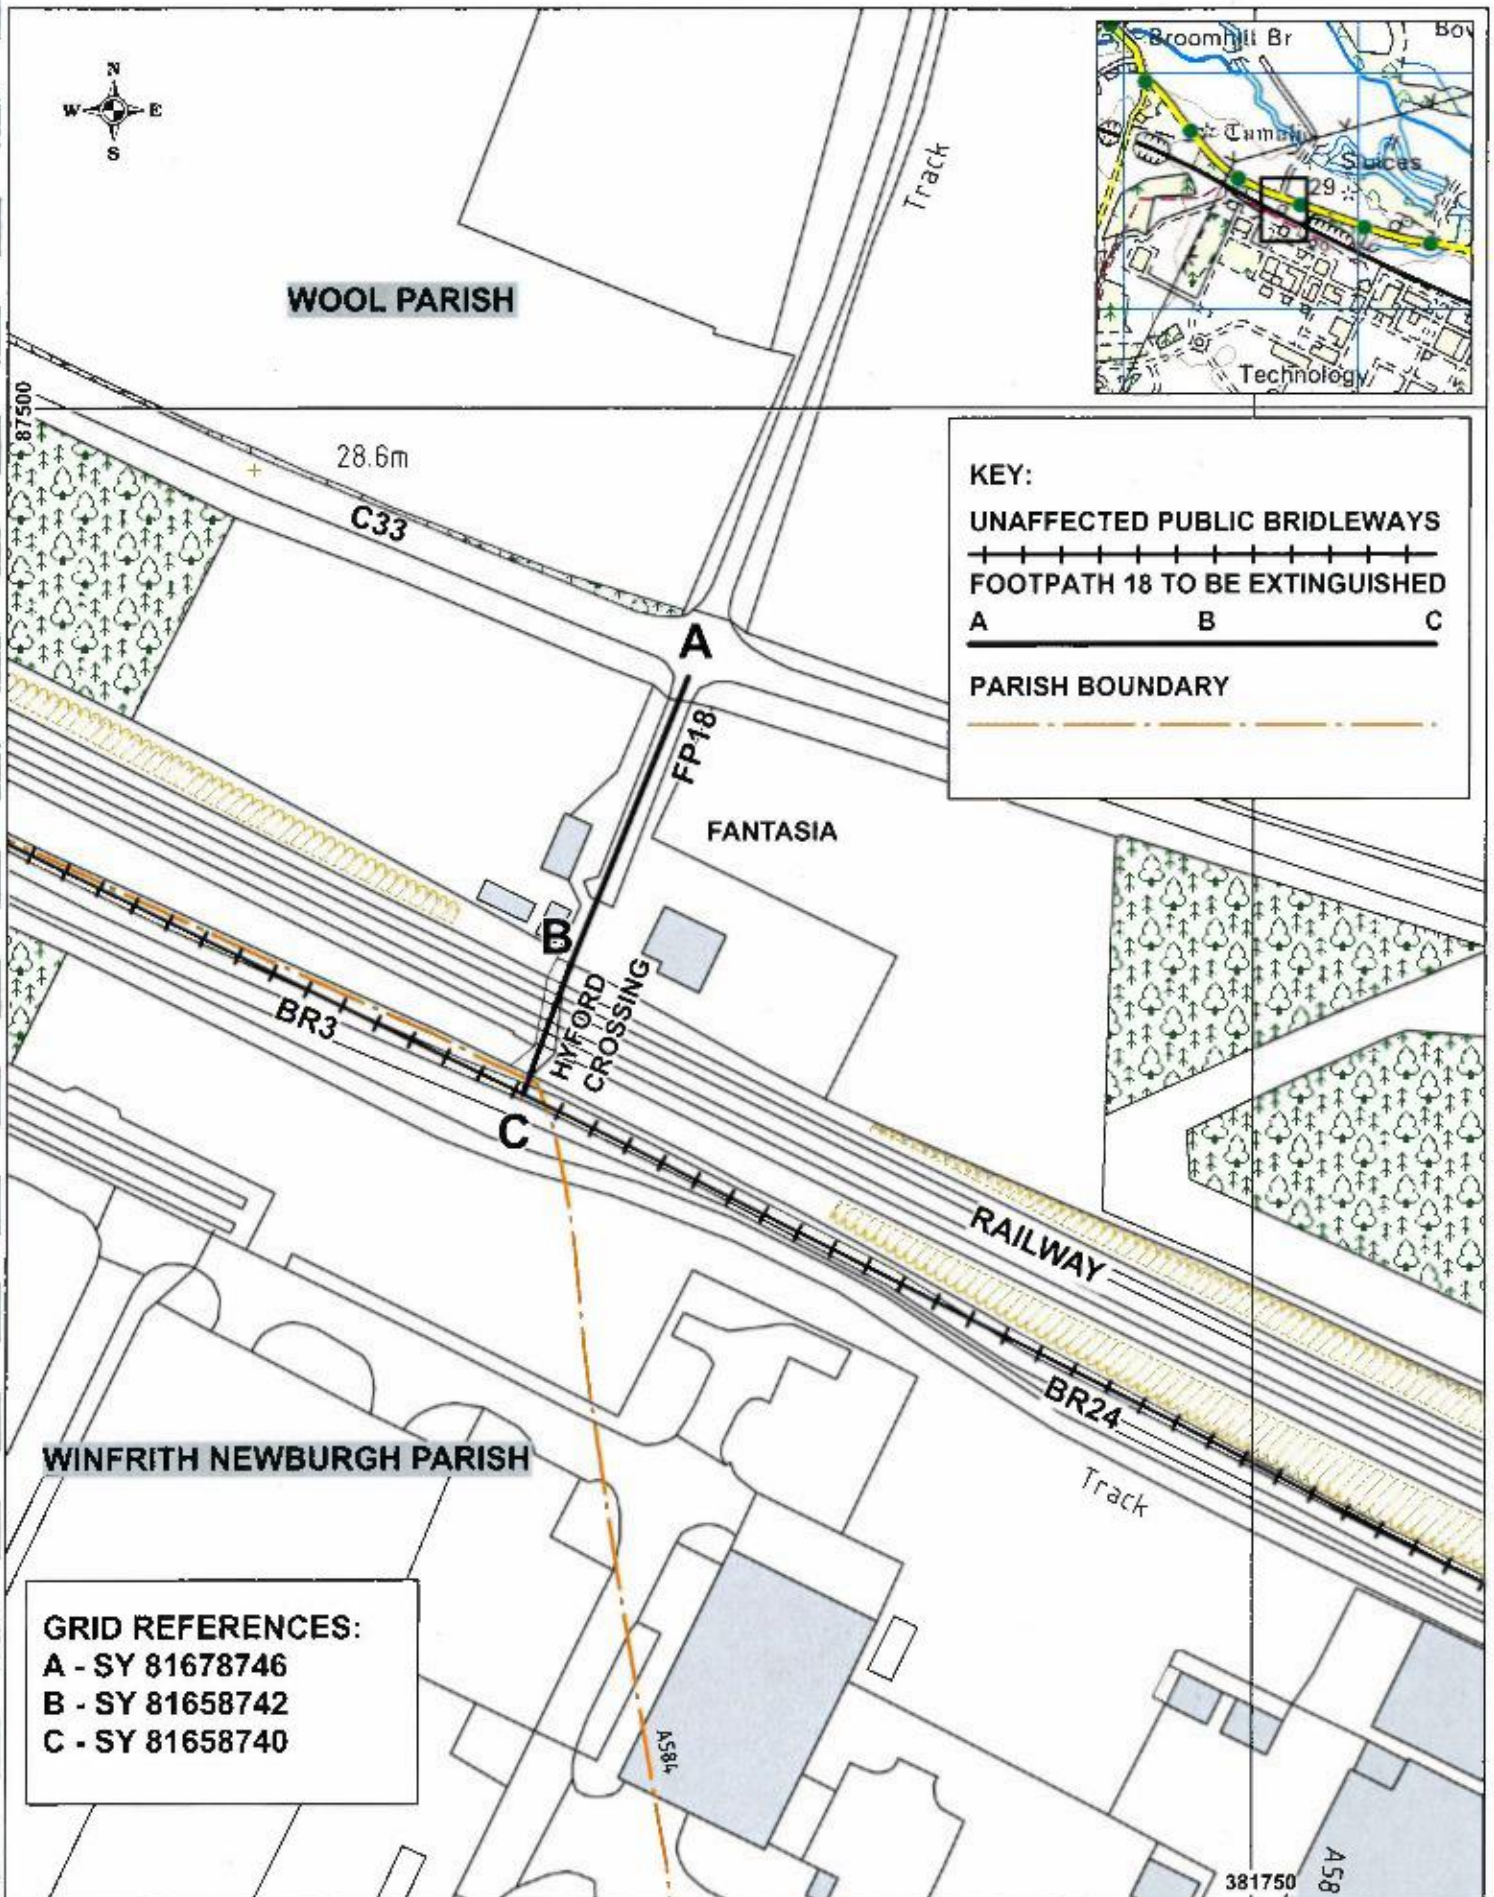 N
W E
S
Broomhill Br
Tumuli
Sluices
29
Technology
Track
WOOL PARISH
87500
28.6m
C33
KEY:
UNAFFECTED PUBLIC BRIDLEWAYS
FOOTPATH 18 TO BE EXTINGUISHED
A B C
PARISH BOUNDARY
A
FP18
FANTASIA
B
HYFORD
CROSSING
BR3
C
RAILWAY
BR24
Track
WINFRITH NEWBURGH PARISH
GRID REFERENCES:
A - SY 81678746
B - SY 81658742
C - SY 81658740
A584
A58
381750